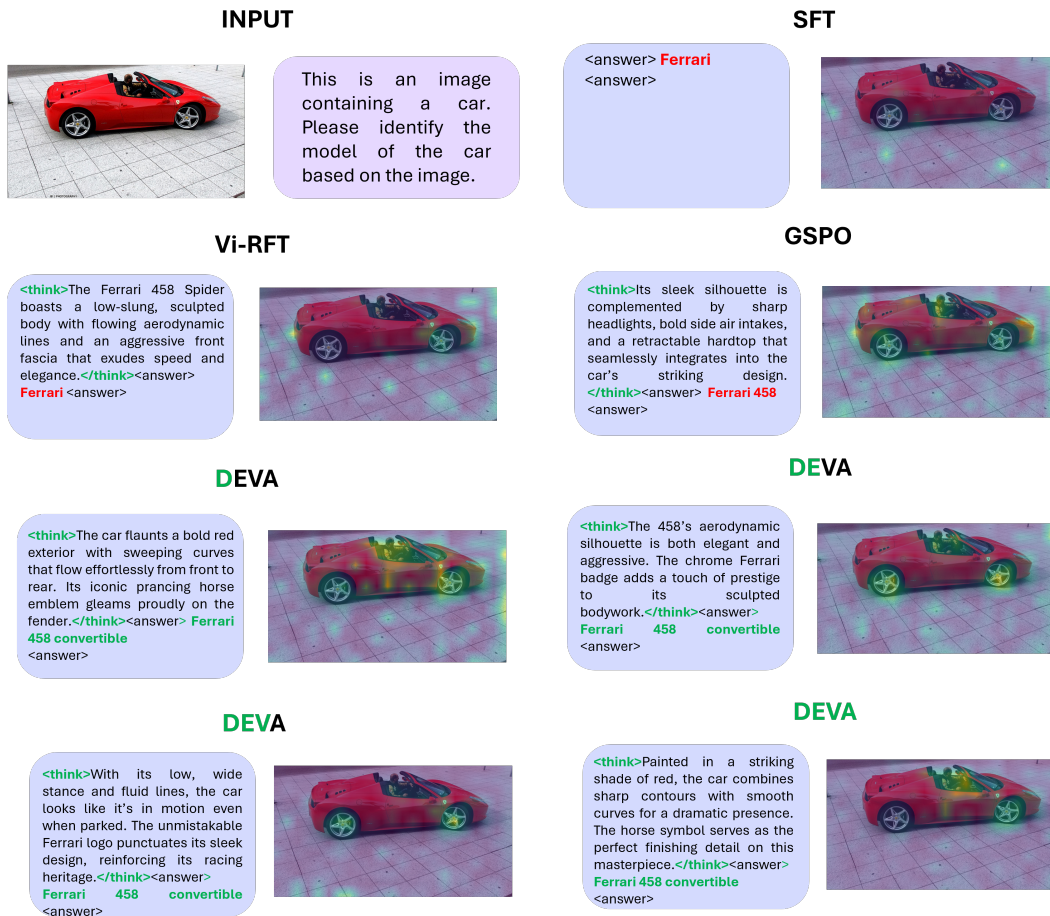 INPUT
This is an image
containing a car.
Please identify the
model of the car
based on the image.
SFT
<answer> Ferrari
<answer>
Vi-RFT
<think>The Ferrari 458 Spider
boasts a low-slung, sculpted
body with flowing aerodynamic
lines and an aggressive front
fascia that exudes speed and
elegance.</think><answer>
Ferrari <answer>
GSPO
<think>Its sleek silhouette is
complemented by sharp
headlights, bold side air intakes,
and a retractable hardtop that
seamlessly integrates into the
car's striking design.
</think><answer> Ferrari 458
<answer>
DEVA
<think>The car flaunts a bold red
exterior with sweeping curves
that flow effortlessly from front to
rear. Its iconic prancing horse
emblem gleams proudly on the
fender.</think><answer> Ferrari
458 convertible
<answer>
DEVA
<think>The 458's aerodynamic
silhouette is both elegant and
aggressive. The chrome Ferrari
badge adds a touch of prestige
to its sculpted
bodywork.</think><answer>
Ferrari 458 convertible
<answer>
DEVA
<think>With its low, wide
stance and fluid lines, the car
looks like it's in motion even
when parked. The unmistakable
Ferrari logo punctuates its sleek
design, reinforcing its racing
heritage.</think><answer>
Ferrari 458 convertible
<answer>
DEVA
<think>Painted in a striking
shade of red, the car combines
sharp contours with smooth
curves for a dramatic presence.
The horse symbol serves as the
perfect finishing detail on this
masterpiece.</think><answer>
Ferrari 458 convertible
<answer>